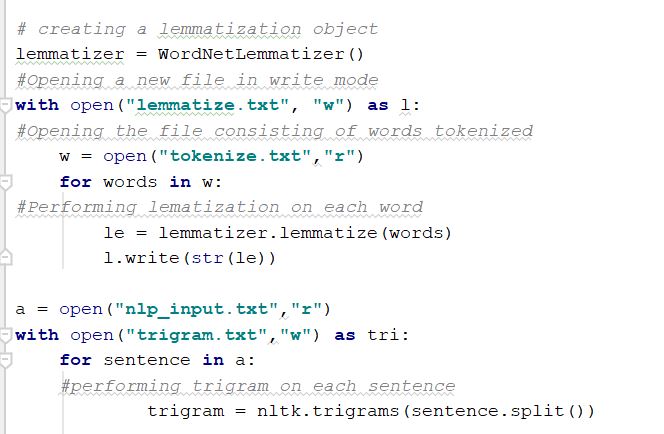 # creating a lemmatization object
lemmatizer = WordNetLemmatizer()
#Opening a new file in write mode
with open("lemmatize.txt", "w") as l:
#Opening the file consisting of words tokenized
    w = open("tokenize.txt","r")
    for words in w:
#Performing lematization on each word
        le = lemmatizer.lemmatize(words)
        l.write(str(le))
a = open("nlp_input.txt","r")
with open("trigram.txt","w") as tri:
    for sentence in a:
    #performing trigram on each sentence
            trigram = nltk.trigrams(sentence.split())